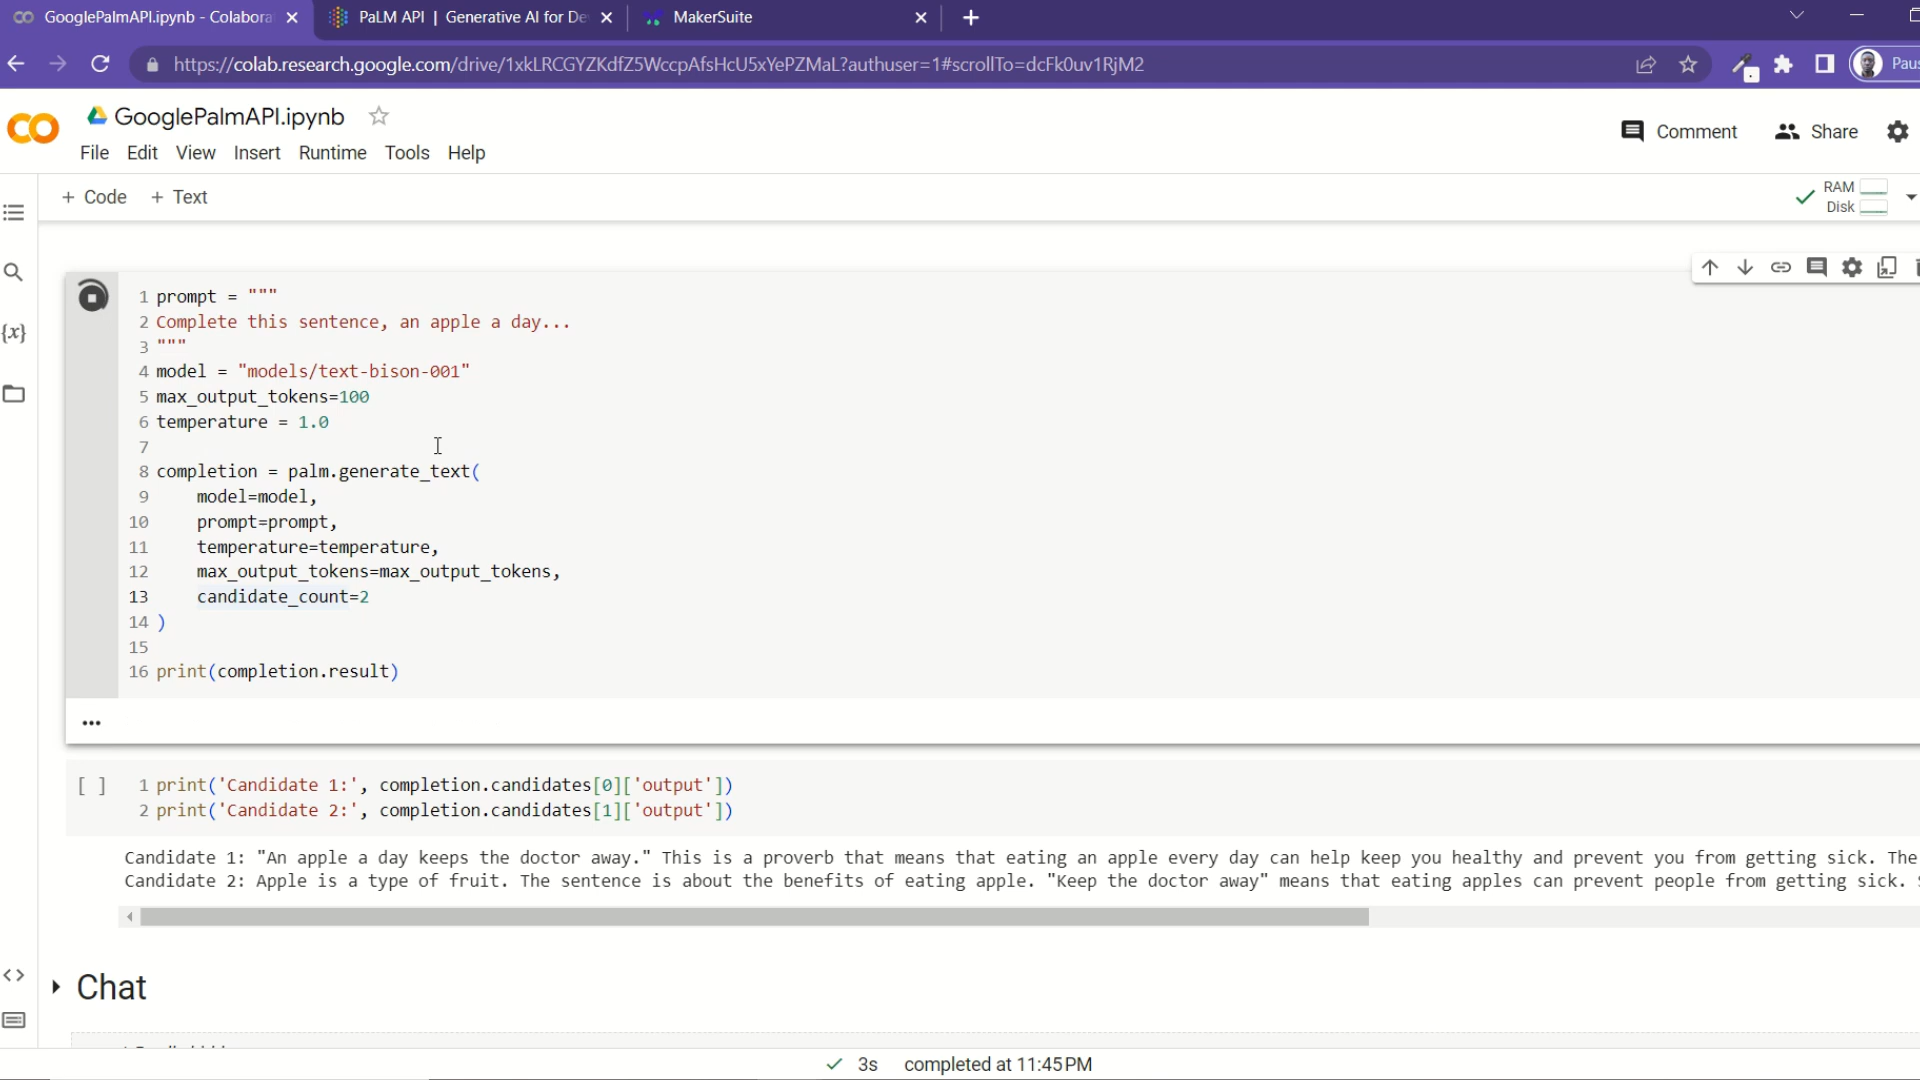 GooglePalmAPI.ipynb - Colabora
PaLM API | Generative AI for De
MakerSuite
https://colab.research.google.com/drive/1xkLRCGYZKdfZ5WccpAfsHcU5xYePZMaL?authuser=1#scrollTo=dcFk0uv1RjM2
Paus
GooglePalmAPI.ipynb
File Edit View Insert Runtime Tools Help
Comment
Share
+ Code + Text
RAM
Disk
{x}
1 prompt = """
2 Complete this sentence, an apple a day...
3 """
4 model = "models/text-bison-001"
5 max_output_tokens=100
6 temperature = 1.0
7
8 completion = palm.generate_text(
9 model=model,
10 prompt=prompt,
11 temperature=temperature,
12 max_output_tokens=max_output_tokens,
13 candidate_count=2
14 )
15
16 print(completion.result)
...
[ ] 1 print('Candidate 1:', completion.candidates[0]['output'])
2 print('Candidate 2:', completion.candidates[1]['output'])
Candidate 1: "An apple a day keeps the doctor away." This is a proverb that means that eating an apple every day can help keep you healthy and prevent you from getting sick. The
Candidate 2: Apple is a type of fruit. The sentence is about the benefits of eating apple. "Keep the doctor away" means that eating apples can prevent people from getting sick.
Chat
3s completed at 11:45 PM